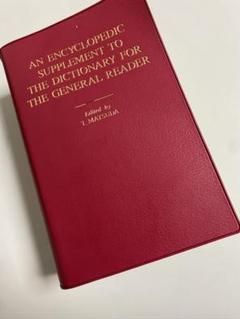 AN ENCYCLOPEDIC
SUPPLEMENT TO
THE DICTIONARY FOR
THE GENERAL READER
Edited by
T. MATSUDA